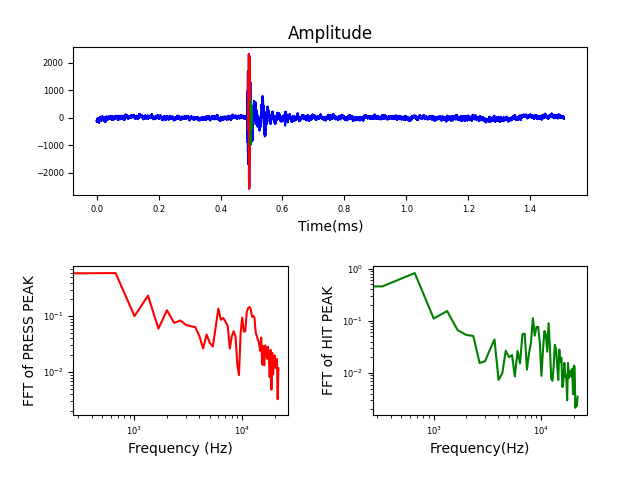 Amplitude
2000
1000
0
−1000
−2000
0.0 0.2 0.4 0.6 0.8 1.0 1.2 1.4
Time(ms)
FFT of PRESS PEAK
10⁻¹
10⁻²
10³ 10⁴
Frequency (Hz)
FFT of HIT PEAK
10⁰
10⁻¹
10⁻²
10³ 10⁴
Frequency(Hz)